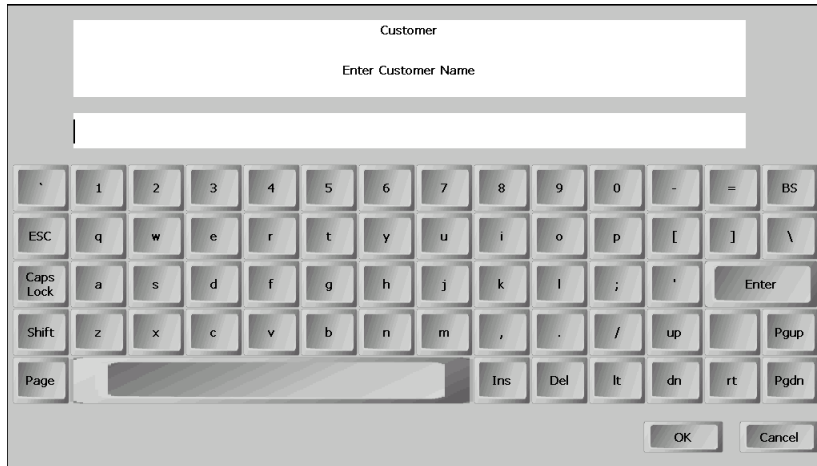 Customer
Enter Customer Name
` 1 2 3 4 5 6 7 8 9 0 - = BS
ESC q w e r t y u i o p [ ] \
Caps
Lock a s d f g h j k l ; ' Enter
Shift z x c v b n m , . / up Pgup
Page Ins Del lt dn rt Pgdn
OK Cancel